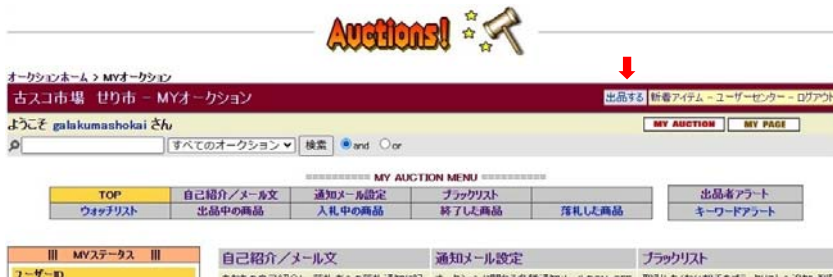 Auctions!
オークションホーム > MYオークション
古スコ市場 せり市 - MYオークション 出品する 新着アイテム - ユーザーセンター - ログアウト
ようこそ galakumashokai さん MY AUCTION MY PAGE
すべてのオークション 検索 and or
========== MY AUCTION MENU ==========
TOP 自己紹介／メール文 通知メール設定 ブラックリスト 出品者アラート
ウォッチリスト 出品中の商品 入札中の商品 終了した商品 落札した商品 キーワードアラート
||| MYステータス ||| 自己紹介／メール文 通知メール設定 ブラックリスト
ユーザーID